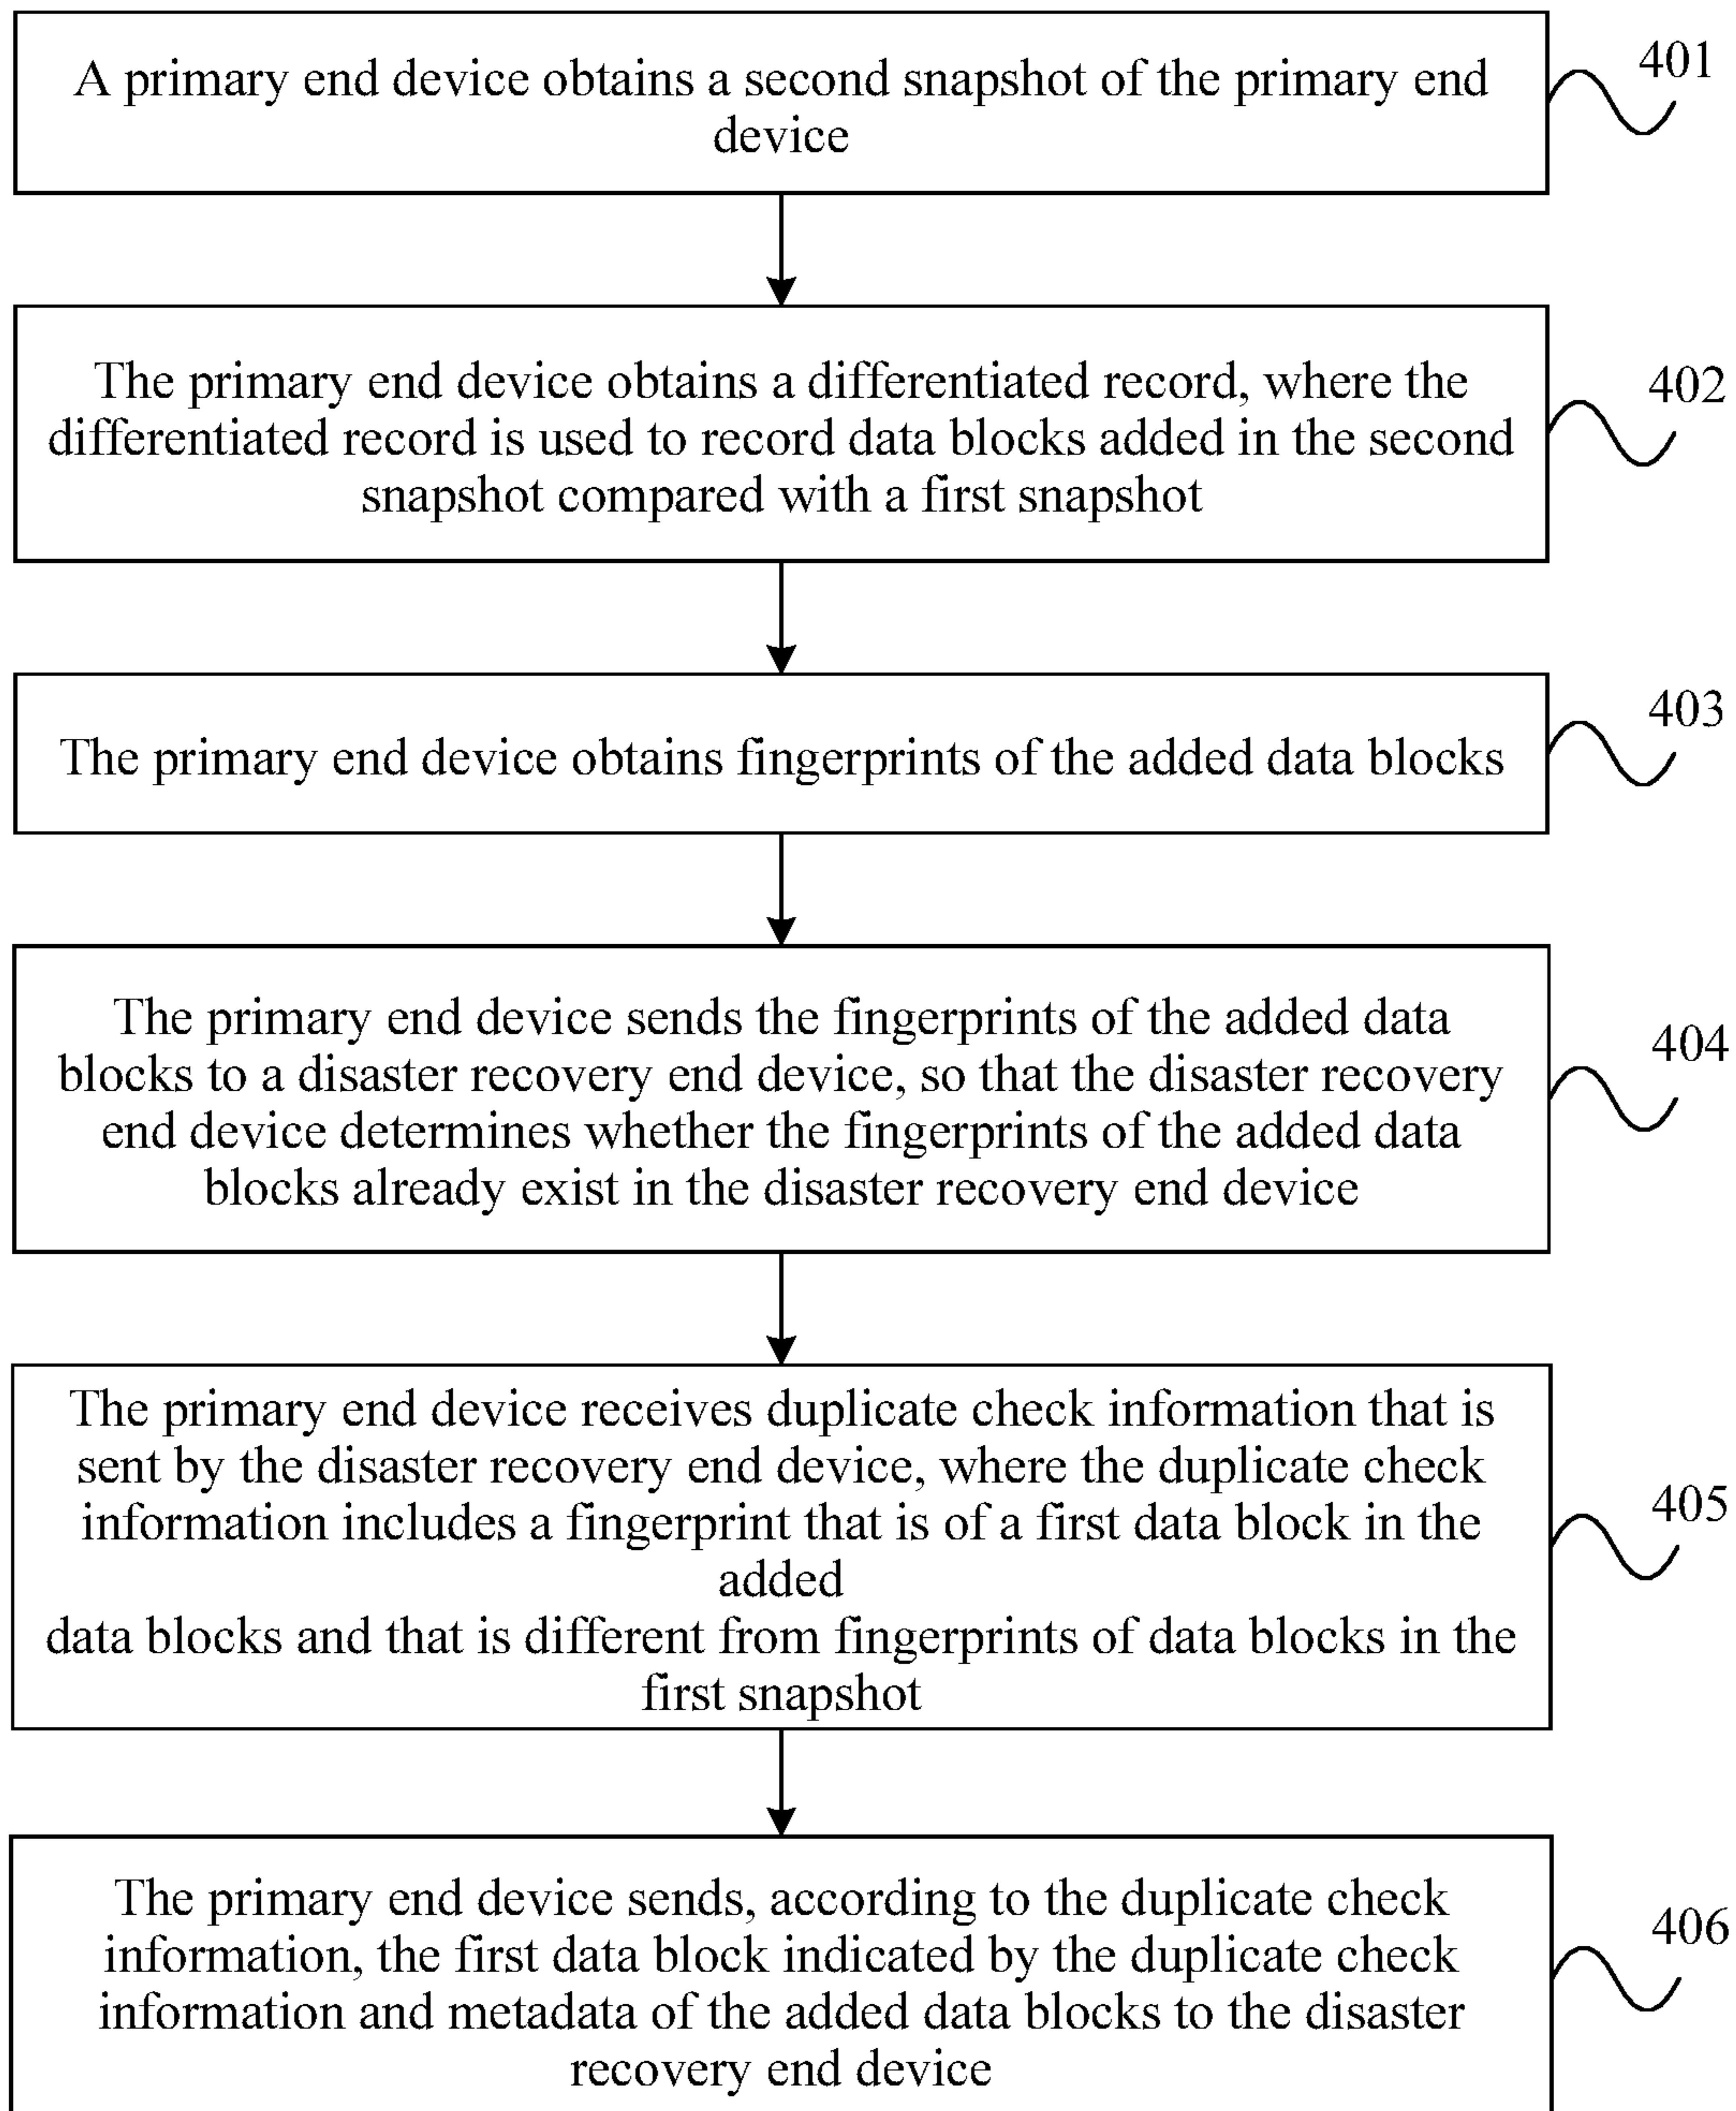 A primary end device obtains a second snapshot of the primary end
device
401
The primary end device obtains a differentiated record, where the
differentiated record is used to record data blocks added in the second
snapshot compared with a first snapshot
402
The primary end device obtains fingerprints of the added data blocks
403
The primary end device sends the fingerprints of the added data
blocks to a disaster recovery end device, so that the disaster recovery
end device determines whether the fingerprints of the added data
blocks already exist in the disaster recovery end device
404
The primary end device receives duplicate check information that is
sent by the disaster recovery end device, where the duplicate check
information includes a fingerprint that is of a first data block in the
added
data blocks and that is different from fingerprints of data blocks in the
first snapshot
405
The primary end device sends, according to the duplicate check
information, the first data block indicated by the duplicate check
information and metadata of the added data blocks to the disaster
recovery end device
406